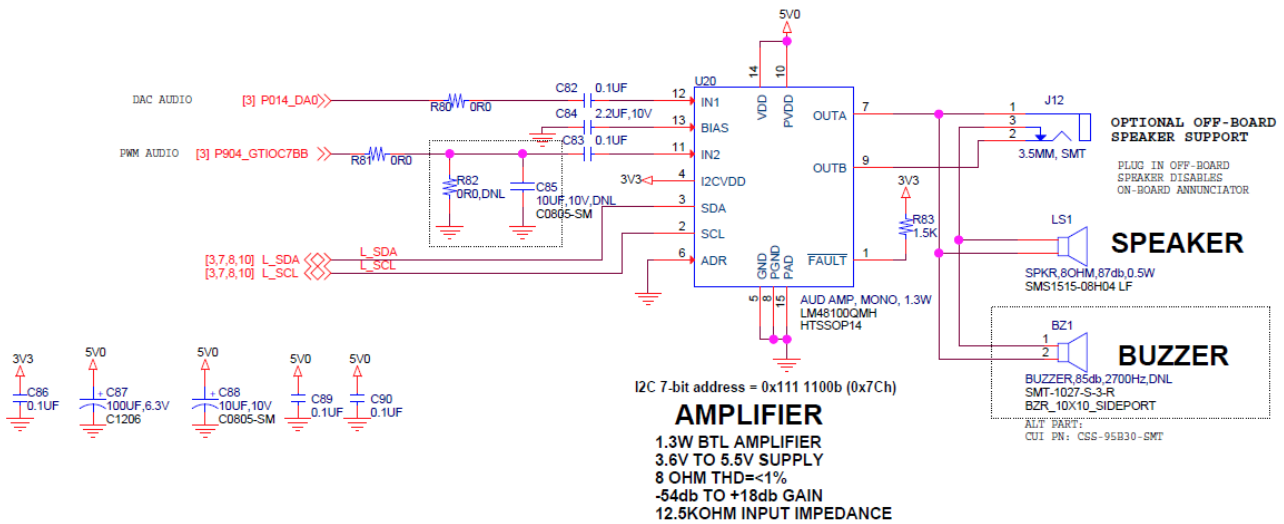 5V0
U20
14
10
VDD
PVDD
DAC AUDIO
[3] P014_DA0
R80
0R0
C82
0.1UF
12
IN1
C84
2.2UF,10V
13
BIAS
PWM AUDIO
[3] P904_GTIOC7BB
R81
0R0
C83
0.1UF
11
IN2
R82
0R0,DNL
C85
10UF,10V,DNL
C0805-SM
3V3
4
I2CVDD
3
SDA
2
SCL
6
ADR
[3,7,8,10] L_SDA
[3,7,8,10] L_SCL
L_SDA
L_SCL
OUTA
7
OUTB
9
FAULT
1
3V3
R83
1.5K
GND
PGND
PAD
5
8
15
AUD AMP, MONO, 1.3W
LM48100QMH
HTSSOP14
J12
1
3
2
3.5MM, SMT
OPTIONAL OFF-BOARD
SPEAKER SUPPORT
PLUG IN OFF-BOARD
SPEAKER DISABLES
ON-BOARD ANNUNCIATOR
LS1
SPEAKER
SPKR,8OHM,87db,0.5W
SMS1515-08H04 LF
BZ1
1
2
BUZZER
BUZZER,85db,2700Hz,DNL
SMT-1027-S-3-R
BZR_10X10_SIDEPORT
ALT PART:
CUI PN: CSS-95B30-SMT
3V3
C86
0.1UF
5V0
C87
100UF,6.3V
C1206
5V0
C88
10UF,10V
C0805-SM
5V0
C89
0.1UF
5V0
C90
0.1UF
I2C 7-bit address = 0x111 1100b (0x7Ch)
AMPLIFIER
1.3W BTL AMPLIFIER
3.6V TO 5.5V SUPPLY
8 OHM THD=<1%
-54db TO +18db GAIN
12.5KOHM INPUT IMPEDANCE